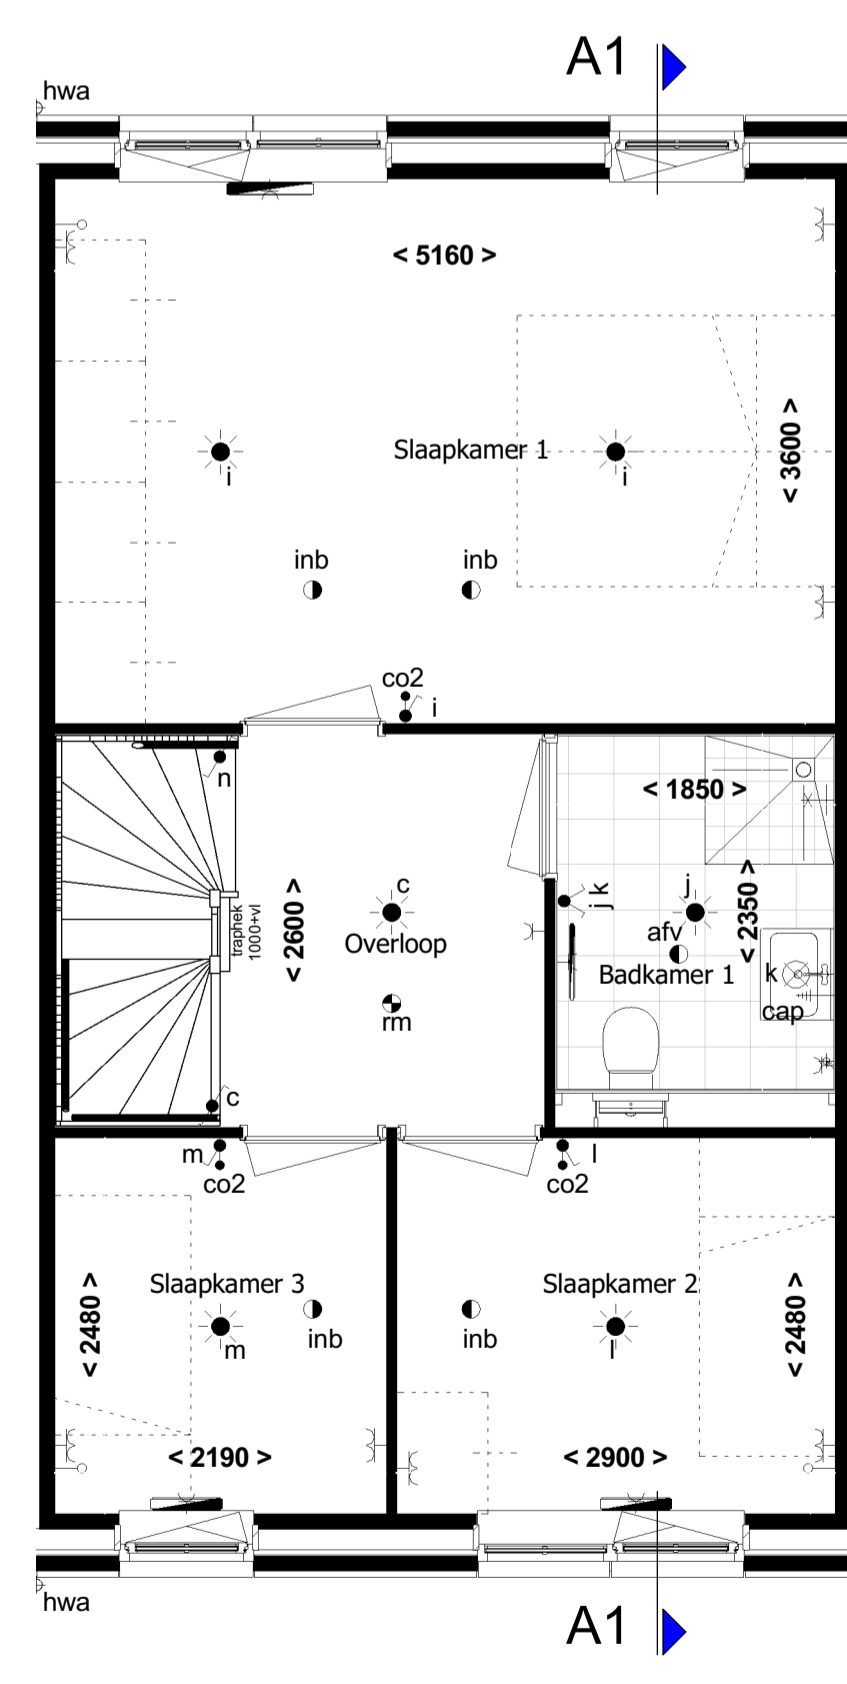 A1
hwa
< 5160 >
Slaapkamer 1
< 3600 >
i
i
inb
inb
co2
i
n
< 1850 >
c
j
j k
traphek
1000+vl
< 2600 >
Overloop
< 2350 >
afv
Badkamer 1
k
cap
rm
c
m
co2
l
co2
Slaapkamer 3
Slaapkamer 2
< 2480 >
< 2480 >
m
inb
inb
l
< 2190 >
< 2900 >
hwa
A1